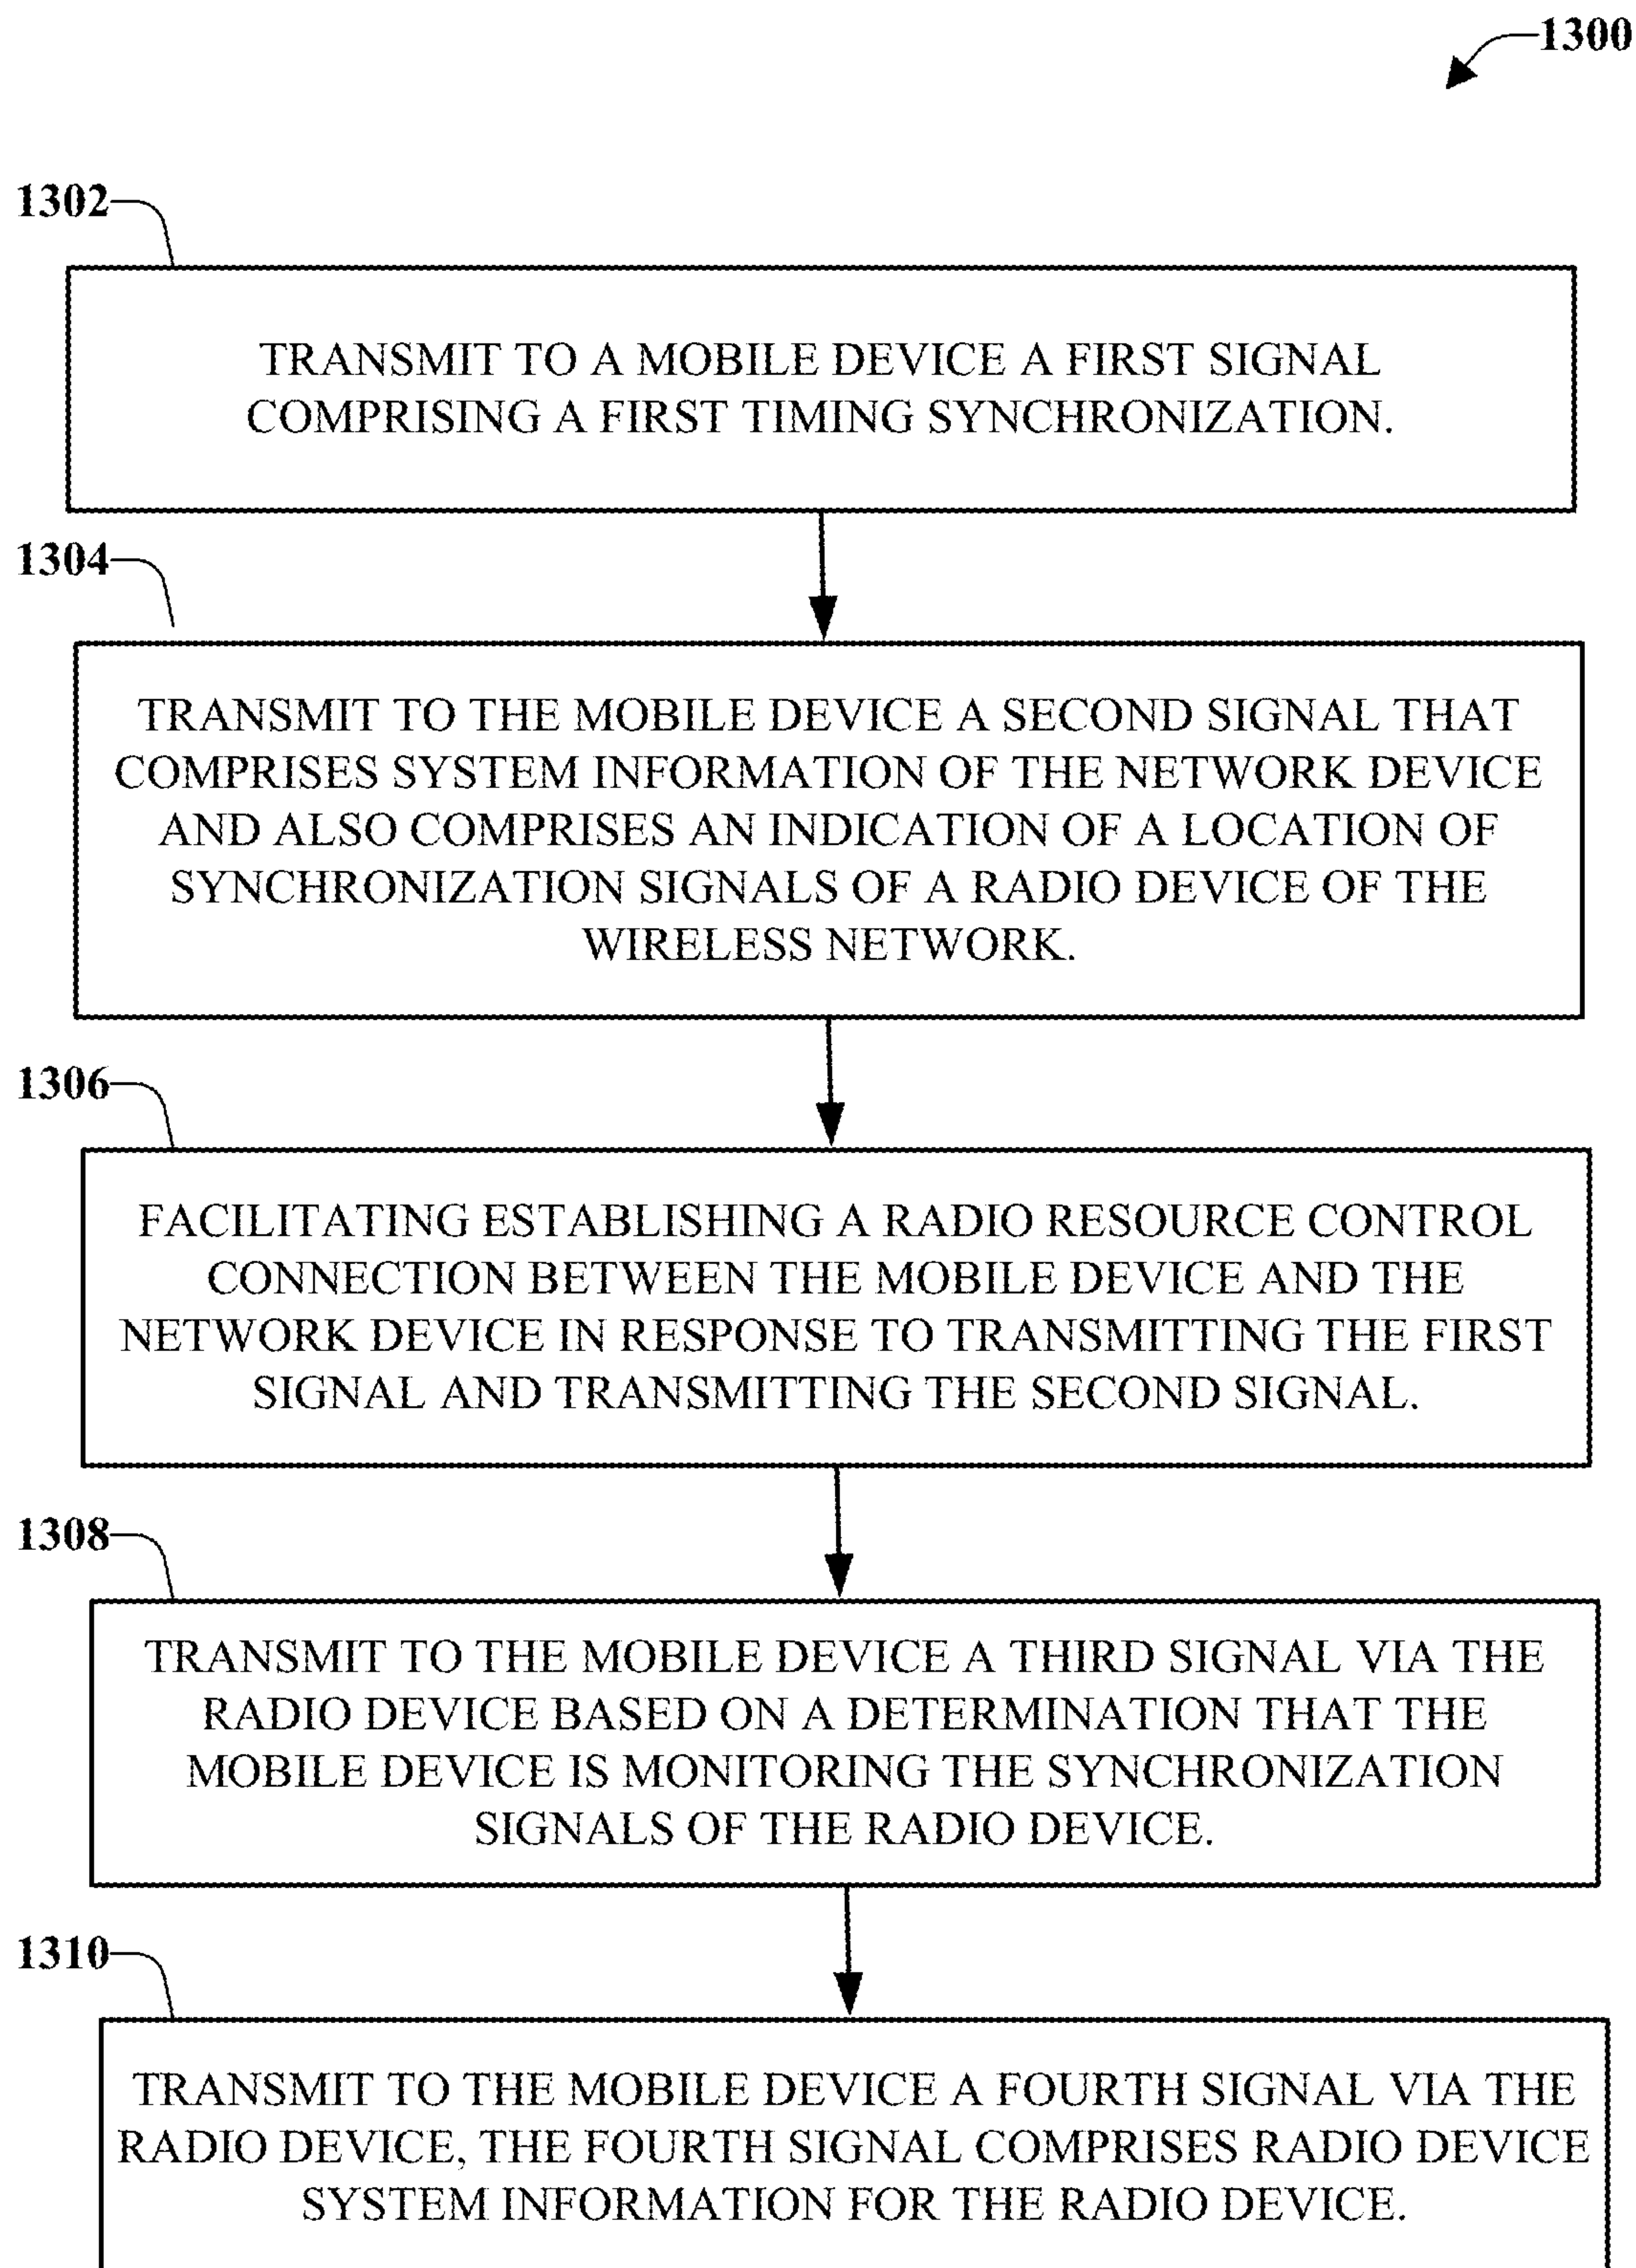 1300
1302
TRANSMIT TO A MOBILE DEVICE A FIRST SIGNAL
COMPRISING A FIRST TIMING SYNCHRONIZATION.
1304
TRANSMIT TO THE MOBILE DEVICE A SECOND SIGNAL THAT
COMPRISES SYSTEM INFORMATION OF THE NETWORK DEVICE
AND ALSO COMPRISES AN INDICATION OF A LOCATION OF
SYNCHRONIZATION SIGNALS OF A RADIO DEVICE OF THE
WIRELESS NETWORK.
1306
FACILITATING ESTABLISHING A RADIO RESOURCE CONTROL
CONNECTION BETWEEN THE MOBILE DEVICE AND THE
NETWORK DEVICE IN RESPONSE TO TRANSMITTING THE FIRST
SIGNAL AND TRANSMITTING THE SECOND SIGNAL.
1308
TRANSMIT TO THE MOBILE DEVICE A THIRD SIGNAL VIA THE
RADIO DEVICE BASED ON A DETERMINATION THAT THE
MOBILE DEVICE IS MONITORING THE SYNCHRONIZATION
SIGNALS OF THE RADIO DEVICE.
1310
TRANSMIT TO THE MOBILE DEVICE A FOURTH SIGNAL VIA THE
RADIO DEVICE, THE FOURTH SIGNAL COMPRISES RADIO DEVICE
SYSTEM INFORMATION FOR THE RADIO DEVICE.